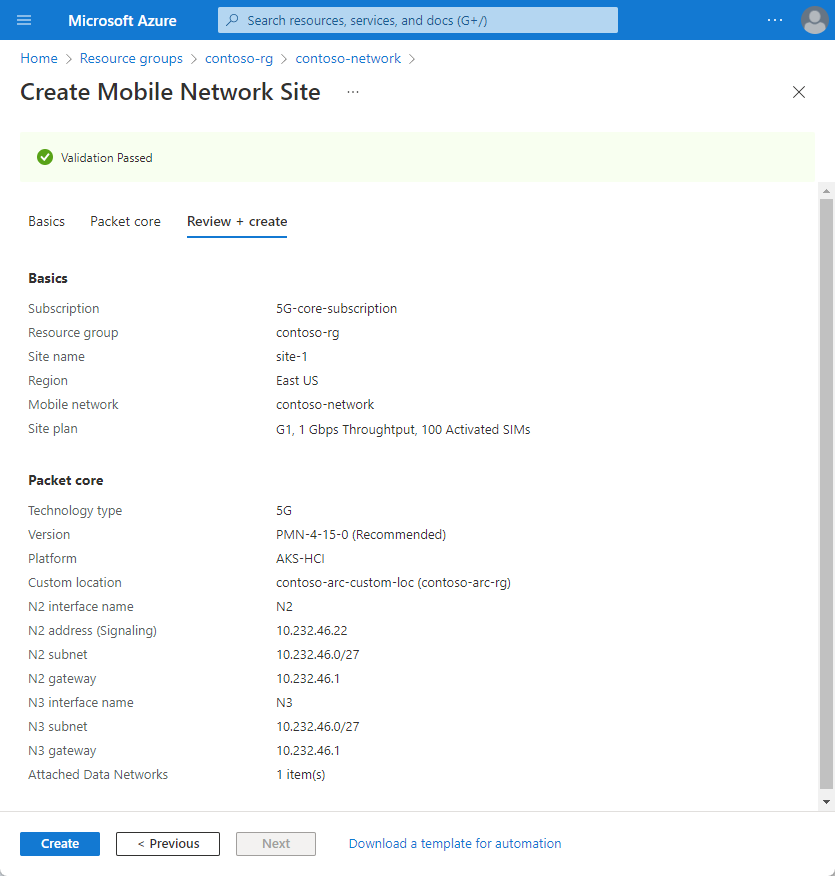 Microsoft Azure
Search resources, services, and docs (G+/)
Home > Resource groups > contoso-rg > contoso-network >
Create Mobile Network Site ...
Validation Passed
Basics Packet core Review + create
Basics
Subscription 5G-core-subscription
Resource group contoso-rg
Site name site-1
Region East US
Mobile network contoso-network
Site plan G1, 1 Gbps Throughtput, 100 Activated SIMs
Packet core
Technology type 5G
Version PMN-4-15-0 (Recommended)
Platform AKS-HCI
Custom location contoso-arc-custom-loc (contoso-arc-rg)
N2 interface name N2
N2 address (Signaling) 10.232.46.22
N2 subnet 10.232.46.0/27
N2 gateway 10.232.46.1
N3 interface name N3
N3 subnet 10.232.46.0/27
N3 gateway 10.232.46.1
Attached Data Networks 1 item(s)
Create < Previous Next Download a template for automation